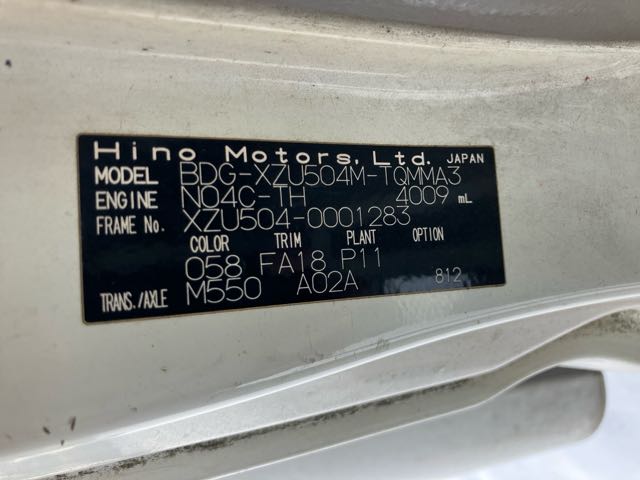 Hino Motors, Ltd. JAPAN
MODEL BDG-XZU504M-TQMMA3
ENGINE N04C-TH 4009 mL
FRAME No. XZU504-0001283
COLOR TRIM PLANT OPTION
058 FA18 P11
TRANS./AXLE M550 A02A 812